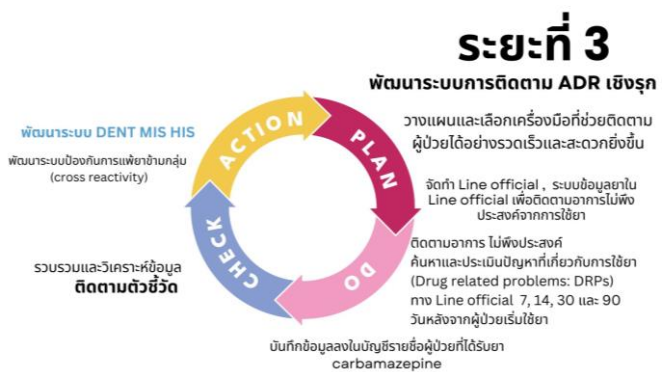 ระยะที่ 3
พัฒนาระบบการติดตาม ADR เชิงรุก
วางแผนและเลือกเครื่องมือที่ช่วยติดตาม
ผู้ป่วยได้อย่างรวดเร็วและสะดวกยิ่งขึ้น
PLAN
จัดทำ Line official , ระบบข้อมูลยาใน
Line official เพื่อติดตามอาการไม่พึง
ประสงค์จากการใช้ยา
ติดตามอาการ ไม่พึงประสงค์
ค้นหาและประเมินปัญหาที่เกี่ยวกับการใช้ยา
(Drug related problems: DRPs)
ทาง Line official 7, 14, 30 และ 90
วันหลังจากผู้ป่วยเริ่มใช้ยา
DO
บันทึกข้อมูลลงในบัญชีรายชื่อผู้ป่วยที่ได้รับยา
carbamazepine
CHECK
รวบรวมและวิเคราะห์ข้อมูล
ติดตามตัวชี้วัด
ACTION
พัฒนาระบบ DENT MIS HIS
พัฒนาระบบป้องกันการแพ้ยาข้ามกลุ่ม
(cross reactivity)